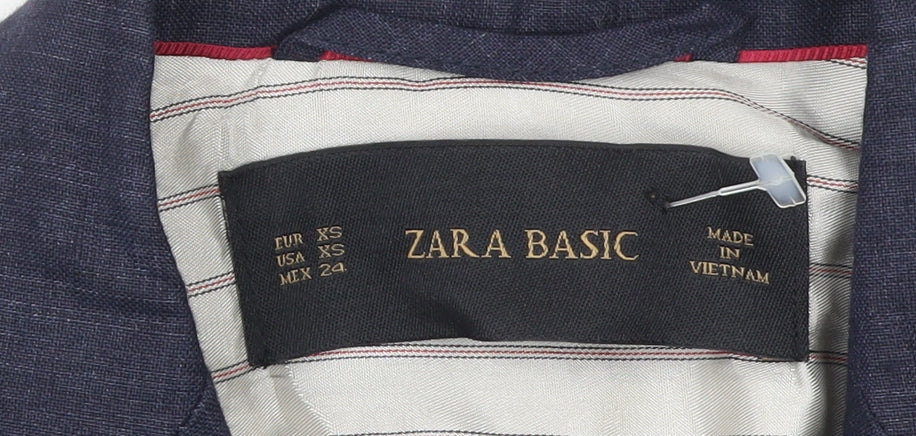 EUR XS
USA XS
MEX 24
ZARA BASIC
MADE
IN
VIETNAM